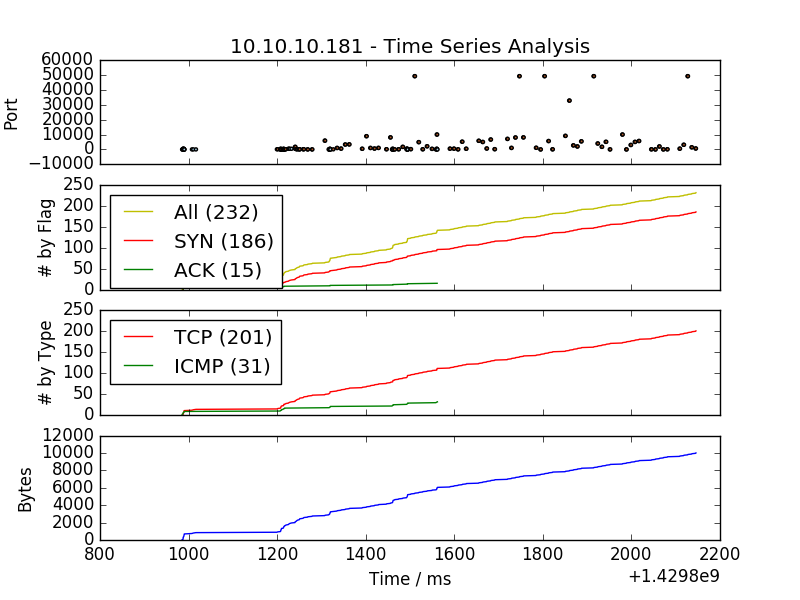 10.10.10.181 - Time Series Analysis
60000
50000
40000
30000
20000
10000
0
−10000
Port
250
200
150
100
50
0
# by Flag
All (232)
SYN (186)
ACK (15)
250
200
150
100
50
0
# by Type
TCP (201)
ICMP (31)
12000
10000
8000
6000
4000
2000
0
Bytes
800 1000 1200 1400 1600 1800 2000 2200
Time / ms
+1.4298e9